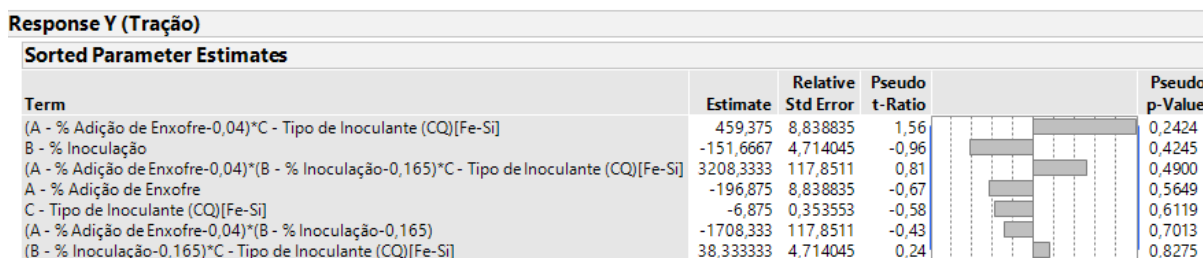 Response Y (Tração)
Sorted Parameter Estimates
Relative Pseudo Pseudo
Term Estimate Std Error t-Ratio p-Value
(A - % Adição de Enxofre-0,04)*C - Tipo de Inoculante (CQ)[Fe-Si] 459,375 8,838835 1,56 0,2424
B - % Inoculação -151,6667 4,714045 -0,96 0,4245
(A - % Adição de Enxofre-0,04)*(B - % Inoculação-0,165)*C - Tipo de Inoculante (CQ)[Fe-Si] 3208,3333 117,8511 0,81 0,4900
A - % Adição de Enxofre -196,875 8,838835 -0,67 0,5649
C - Tipo de Inoculante (CQ)[Fe-Si] -6,875 0,353553 -0,58 0,6119
(A - % Adição de Enxofre-0,04)*(B - % Inoculação-0,165) -1708,333 117,8511 -0,43 0,7013
(B - % Inoculação-0,165)*C - Tipo de Inoculante (CQ)[Fe-Si] 38,333333 4,714045 0,24 0,8275